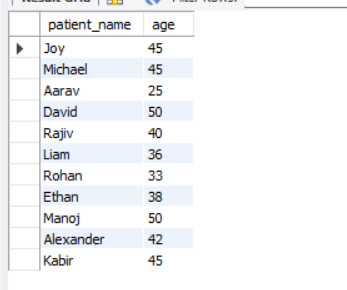 patient_name age
Joy 45
Michael 45
Aarav 25
David 50
Rajiv 40
Liam 36
Rohan 33
Ethan 38
Manoj 50
Alexander 42
Kabir 45